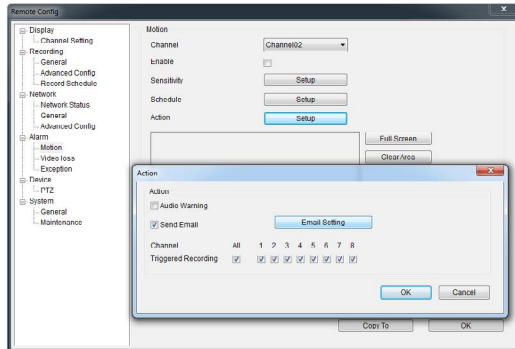 Remote Config
Display
Channel Setting
Recording
General
Advanced Config
Record Schedule
Network
Network Status
General
Advanced Config
Alarm
Motion
Video loss
Exception
Device
PTZ
System
General
Maintenance
Motion
Channel Channel02
Enable
Sensitivity Setup
Schedule Setup
Action Setup
Full Screen
Clear Area
Action
Action
Audio Warning
Send Email Email Setting
Channel All 1 2 3 4 5 6 7 8
Triggered Recording
OK Cancel
Copy To OK